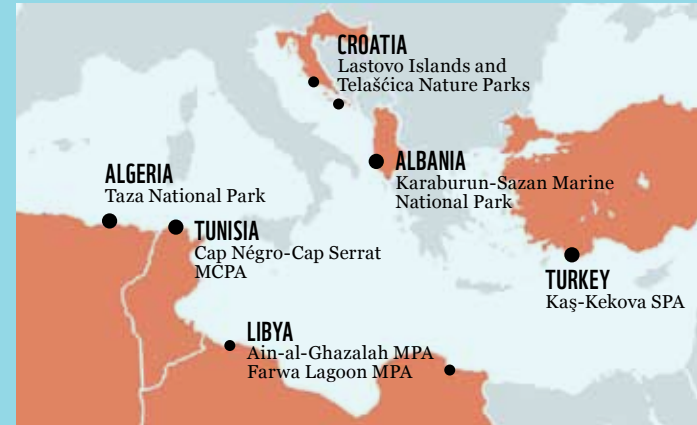 CROATIA
Lastovo Islands and
Telašćica Nature Parks
ALBANIA
Karaburun-Sazan Marine
National Park
ALGERIA
Taza National Park
TUNISIA
Cap Négro-Cap Serrat
MCPA
TURKEY
Kaş-Kekova SPA
LIBYA
Ain-al-Ghazalah MPA
Farwa Lagoon MPA